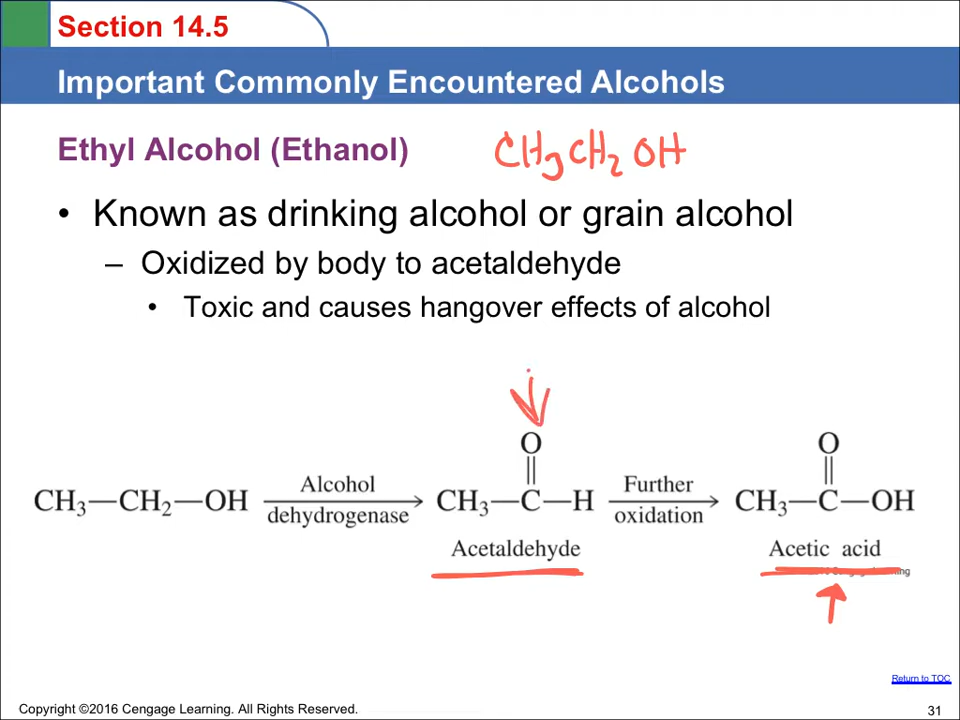 Section 14.5
Important Commonly Encountered Alcohols
Ethyl Alcohol (Ethanol) CH3CH2OH
• Known as drinking alcohol or grain alcohol
– Oxidized by body to acetaldehyde
• Toxic and causes hangover effects of alcohol
O O
CH₃—CH₂—OH Alcohol dehydrogenase CH₃—C—H Further oxidation CH₃—C—OH
Acetaldehyde Acetic acid
Return to TOC
Copyright ©2016 Cengage Learning. All Rights Reserved. 31